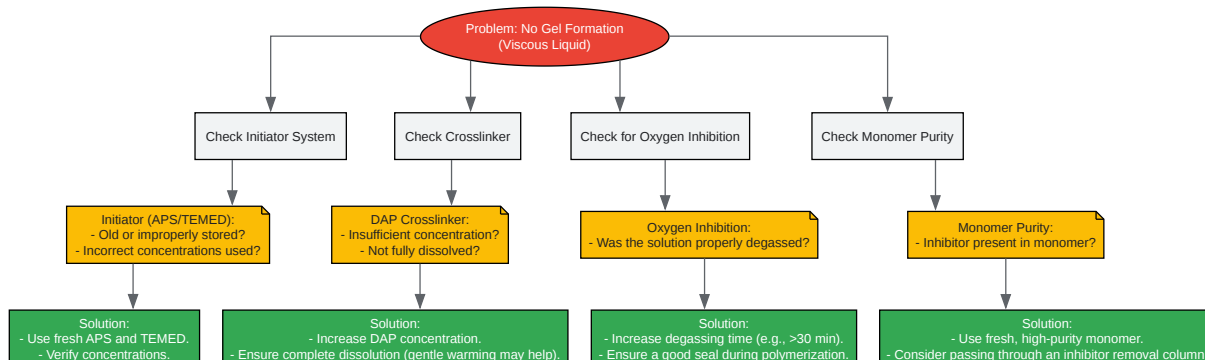 Problem: No Gel Formation
(Viscous Liquid)
Check Initiator System
Check Crosslinker
Check for Oxygen Inhibition
Check Monomer Purity
Initiator (APS/TEMED):
- Old or improperly stored?
- Incorrect concentrations used?
DAP Crosslinker:
- Insufficient concentration?
- Not fully dissolved?
Oxygen Inhibition:
- Was the solution properly degassed?
Monomer Purity:
- Inhibitor present in monomer?
Solution:
- Use fresh APS and TEMED.
- Verify concentrations.
Solution:
- Increase DAP concentration.
- Ensure complete dissolution (gentle warming may help).
Solution:
- Increase degassing time (e.g., >30 min).
- Ensure a good seal during polymerization.
Solution:
- Use fresh, high-purity monomer.
- Consider passing through an inhibitor removal column